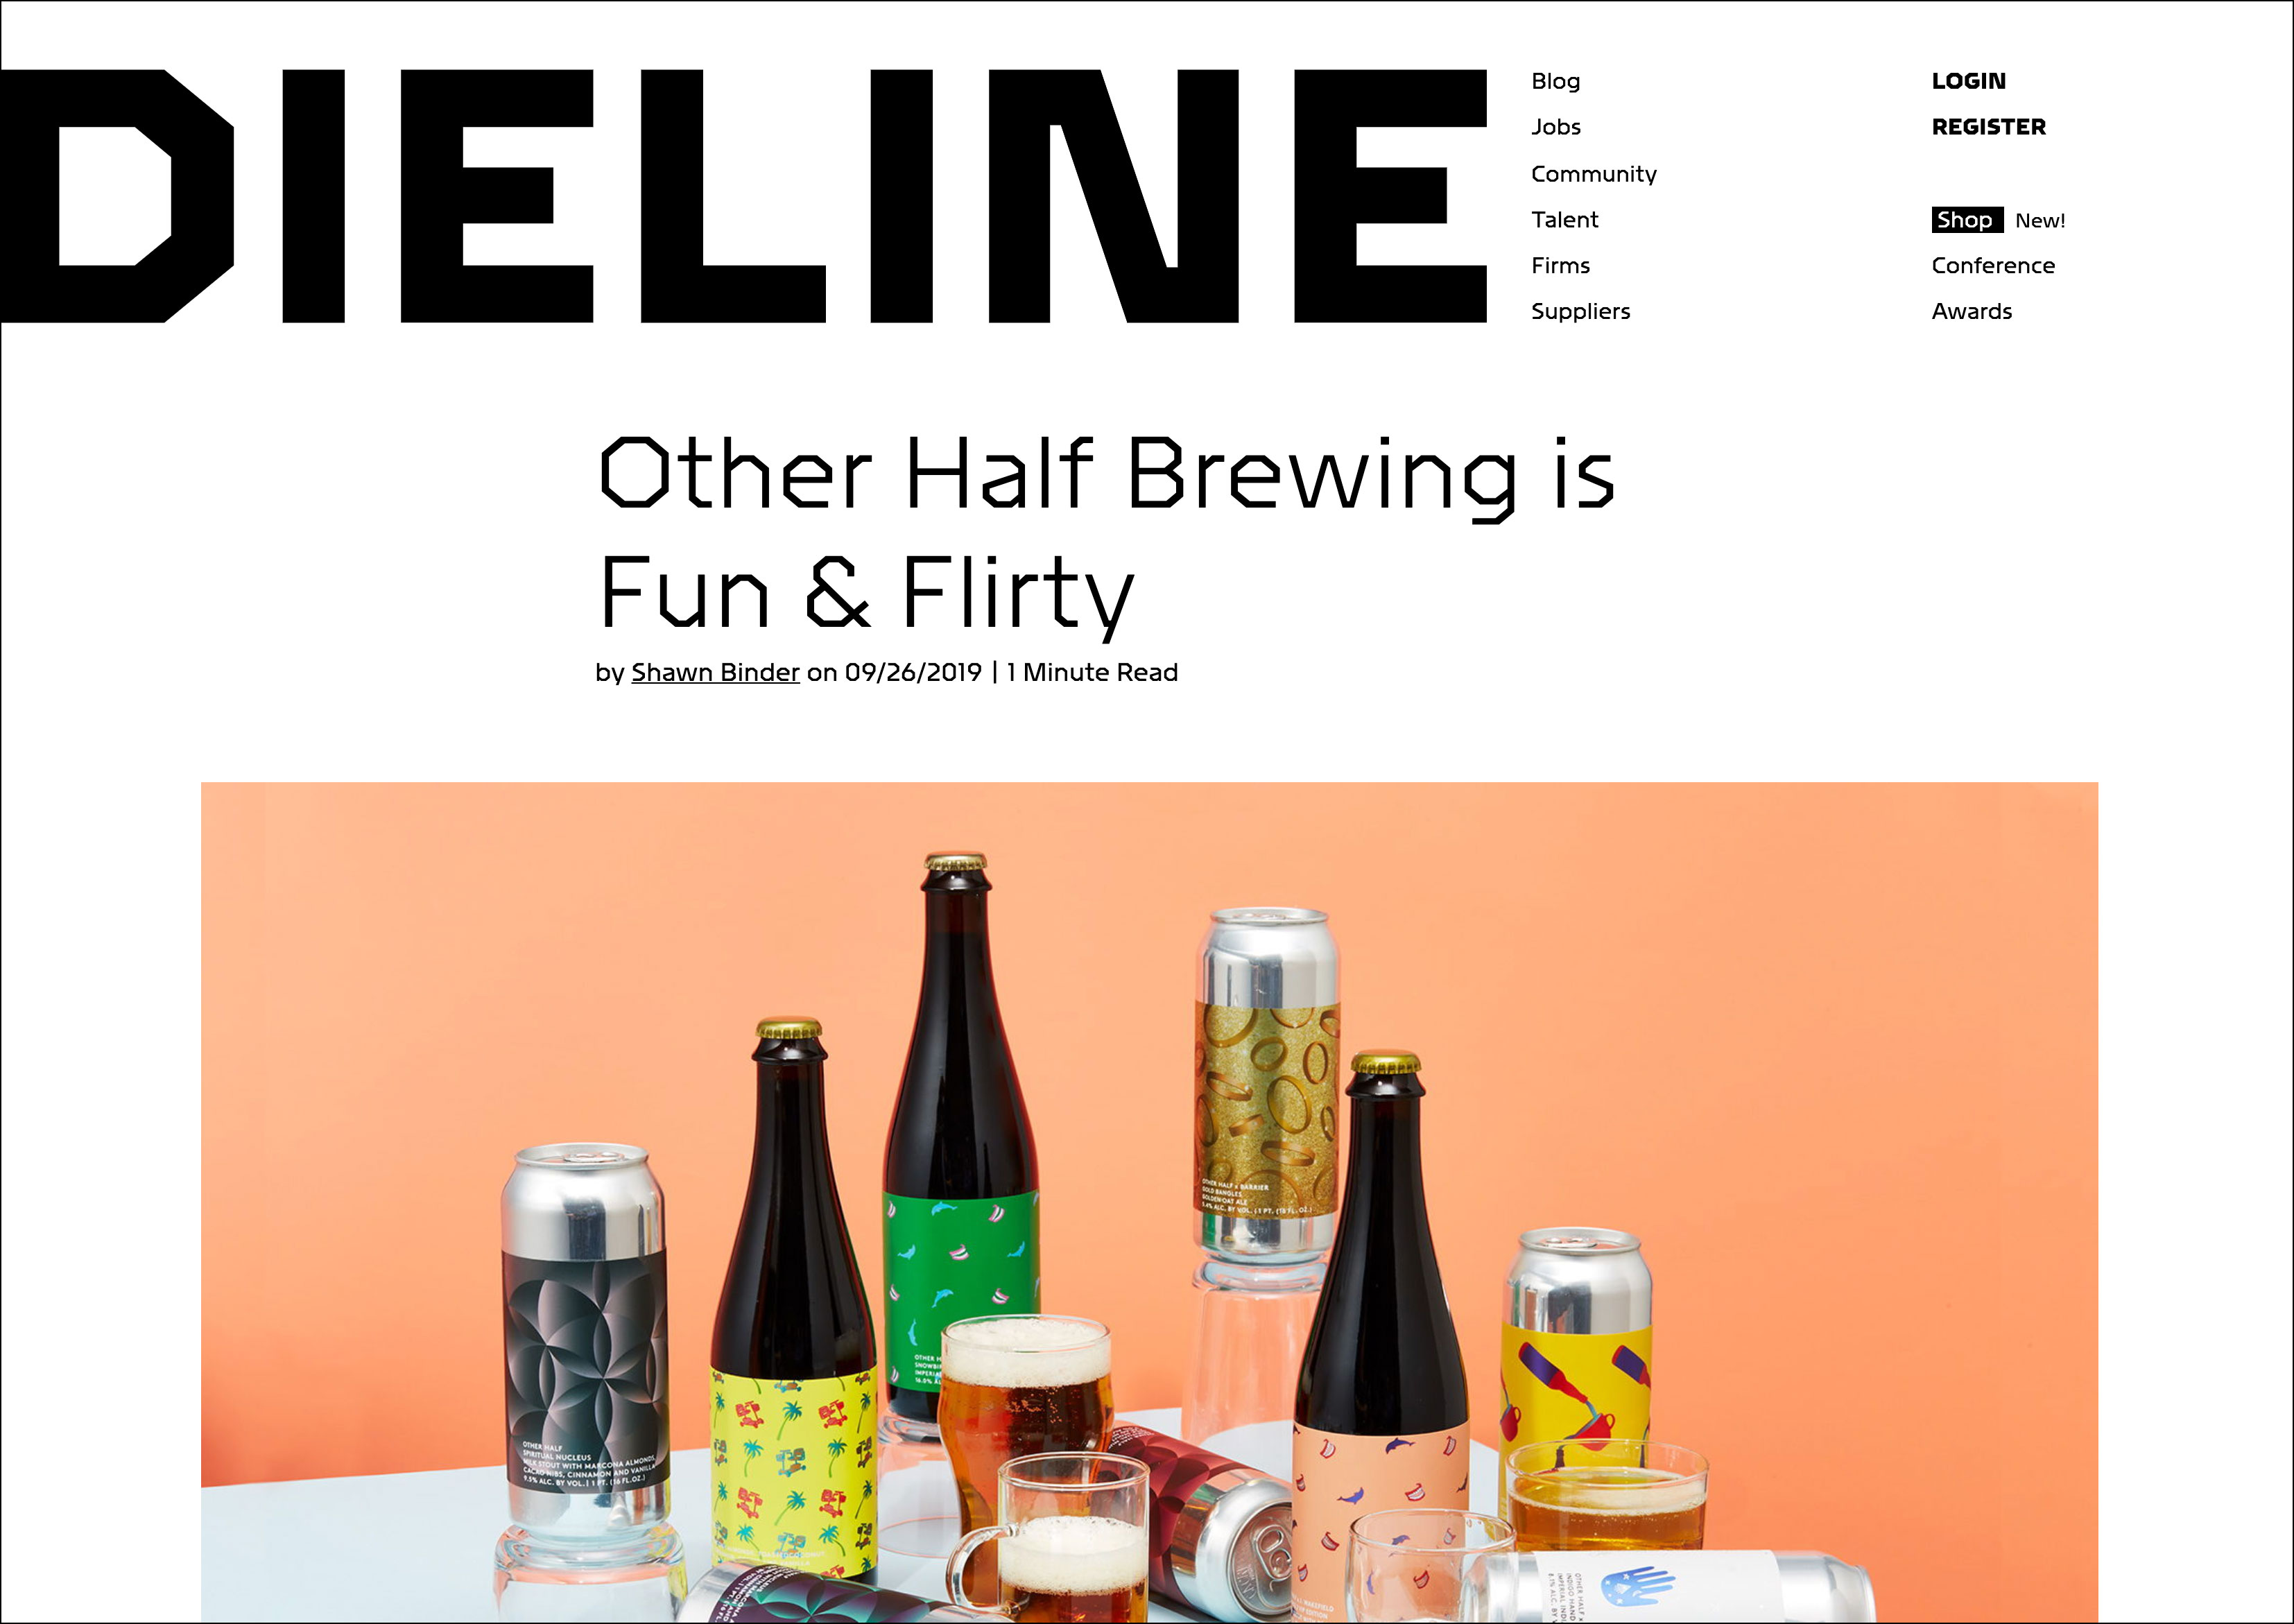 DIELINE
Blog
Jobs
Community
Talent
Firms
Suppliers
LOGIN
REGISTER
Shop New!
Conference
Awards
Other Half Brewing is
Fun & Flirty
by Shawn Binder on 09/26/2019 | 1 Minute Read
OTHER HALF x BARRIER
GOLD BANGLES
GOLDEN OAT ALE
ALC. BY VOL. | 1 PT. (16 FL. OZ.)
OTHER HALF
SPIRITUAL NUCLEUS
MILK STOUT WITH MARCONA ALMONDS,
CACAO NIBS, CINNAMON AND VANILLA
9.5% ALC. BY VOL. | 1 PT. (16 FL. OZ.)